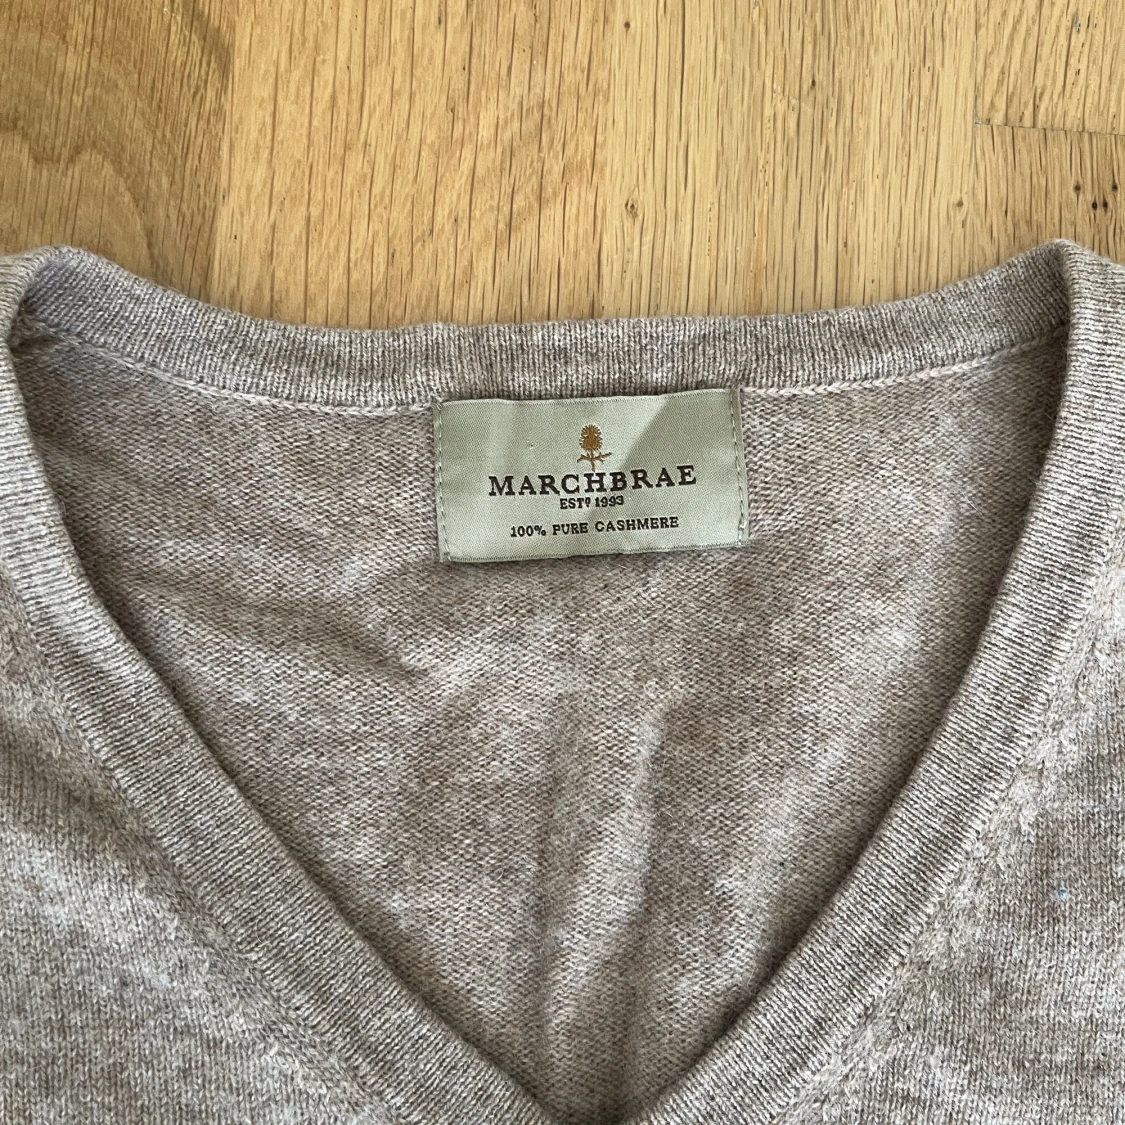 MARCHBRAE
ESTD 1993
100% PURE CASHMERE